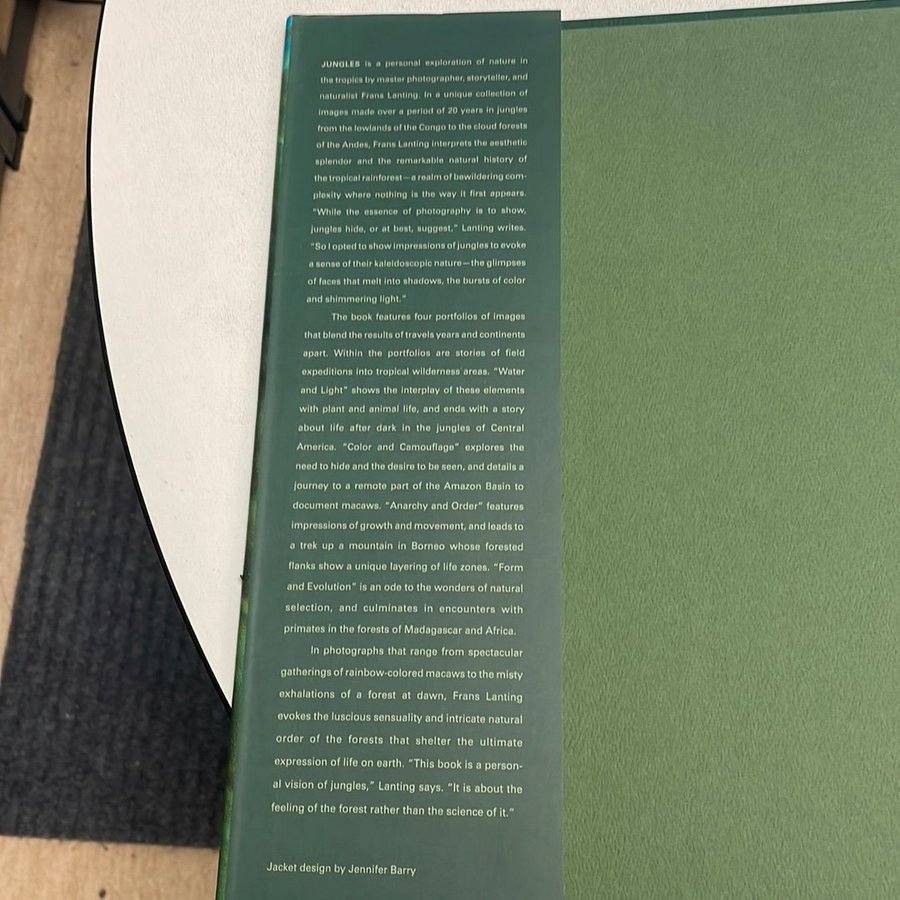 JUNGLES is a personal exploration of nature in
the tropics by master photographer, storyteller, and
naturalist Frans Lanting. In a unique collection of
images made over a period of 20 years in jungles
from the lowlands of the Congo to the cloud forests
of the Andes, Frans Lanting interprets the aesthetic
splendor and the remarkable natural history of
the tropical rainforest—a realm of bewildering com-
plexity where nothing is the way it first appears.
"While the essence of photography is to show,
jungles hide, or at best, suggest," Lanting writes.
"So I opted to show impressions of jungles to evoke
a sense of their kaleidoscopic nature—the glimpses
of faces that melt into shadows, the bursts of color
and shimmering light."
The book features four portfolios of images
that blend the results of travels years and continents
apart. Within the portfolios are stories of field
expeditions into tropical wilderness areas. "Water
and Light" shows the interplay of these elements
with plant and animal life, and ends with a story
about life after dark in the jungles of Central
America. "Color and Camouflage" explores the
need to hide and the desire to be seen, and details a
journey to a remote part of the Amazon Basin to
document macaws. "Anarchy and Order" features
impressions of growth and movement, and leads to
a trek up a mountain in Borneo whose forested
flanks show a unique layering of life zones. "Form
and Evolution" is an ode to the wonders of natural
selection, and culminates in encounters with
primates in the forests of Madagascar and Africa.
In photographs that range from spectacular
gatherings of rainbow-colored macaws to the misty
exhalations of a forest at dawn, Frans Lanting
evokes the luscious sensuality and intricate natural
order of the forests that shelter the ultimate
expression of life on earth. "This book is a person-
al vision of jungles," Lanting says. "It is about the
feeling of the forest rather than the science of it."
Jacket design by Jennifer Barry